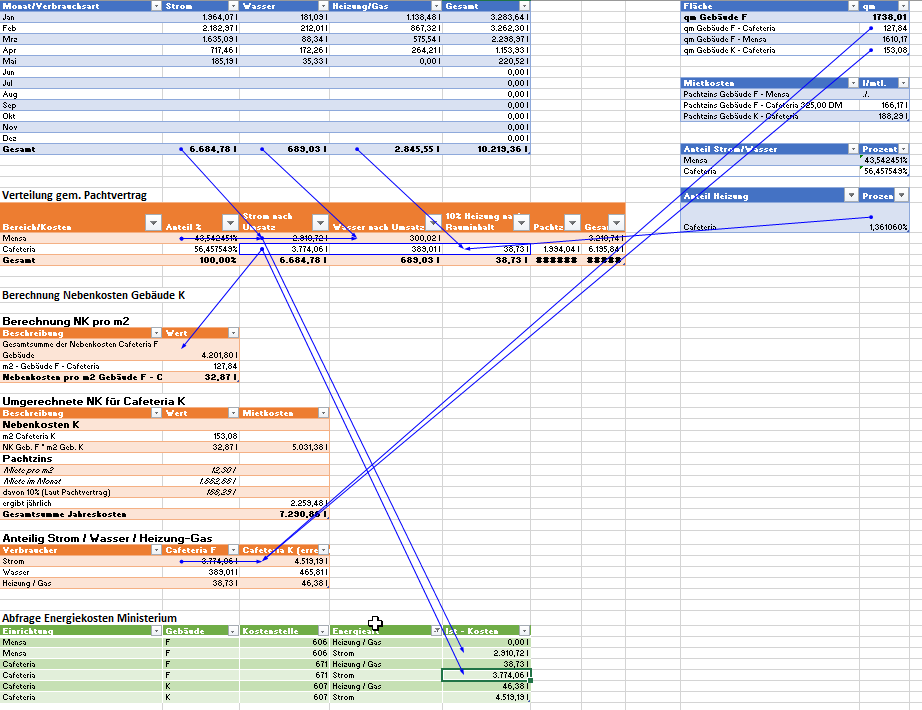 Monat/Verbrauchsart Strom Wasser Heizung/Gas Gesamt
Jan 1.964,07 l 181,09 l 1.138,48 l 3.283,64 l
Feb 2.182,97 l 212,01 l 867,32 l 3.262,30 l
Mrz 1.635,09 l 88,34 l 575,54 l 2.298,97 l
Apr 717,46 l 172,26 l 264,21 l 1.153,93 l
Mai 185,19 l 35,33 l 0,00 l 220,52 l
Jun 0,00 l
Jul 0,00 l
Aug 0,00 l
Sep 0,00 l
Okt 0,00 l
Nov 0,00 l
Dez 0,00 l
Gesamt 6.684,78 l 689,03 l 2.845,55 l 10.219,36 l
Fläche qm
qm Gebäude F 1738,01
qm Gebäude F - Cafeteria 127,84
qm Gebäude F - Mensa 1610,17
qm Gebäude K - Cafeteria 153,08
Mietkosten l/mtl.
Pachtzins Gebäude F - Mensa ./.
Pachtzins Gebäude F - Cafeteria 325,00 DM 166,17 l
Pachtzins Gebäude K - Cafeteria 188,29 l
Anteil Strom/Wasser Prozent
Mensa 43,542451%
Cafeteria 56,457549%
Anteil Heizung Prozen
Cafeteria 1,361060%
Verteilung gem. Pachtvertrag
Bereich/Kosten Anteil % Strom nach Umsatz Wasser nach Umsatz 10% Heizung na Rauminhalt Pachtz Gesa
Mensa 43,542451% 2.910,72 l 300,02 l 3.210,74 l
Cafeteria 56,457549% 3.774,06 l 389,01 l 38,73 l 1.994,04 l 6.195,84 l
Gesamt 100,00% 6.684,78 l 689,03 l 38,73 l ###### #####
Berechnung Nebenkosten Gebäude K
Berechnung NK pro m2
Beschreibung Wert
Gesamtsumme der Nebenkosten Cafeteria F
Gebäude 4.201,80 l
m2 - Gebäude F - Cafeteria 127,84
Nebenkosten pro m2 Gebäude F - C 32,87 l
Umgerechnete NK für Cafeteria K
Beschreibung Wert Mietkosten
Nebenkosten K
m2 Cafeteria K 153,08
NK Geb. F * m2 Geb. K 32,87 l 5.031,38 l
Pachtzins
Miete pro m2 12,30 l
Miete im Monat 1.882,88 l
davon 10% (Laut Pachtvertrag) 188,29 l
ergibt jährlich 2.259,48 l
Gesamtsumme Jahreskosten 7.290,86 l
Anteilig Strom / Wasser / Heizung-Gas
Verbraucher Cafeteria F Cafeteria K (erre
Strom 3.774,06 l 4.519,19 l
Wasser 389,01 l 465,81 l
Heizung / Gas 38,73 l 46,38 l
Abfrage Energiekosten Ministerium
Einrichtung Gebäude Kostenstelle Energieart Ist - Kosten
Mensa F 606 Heizung / Gas 0,00 l
Mensa F 606 Strom 2.910,72 l
Cafeteria F 671 Heizung / Gas 38,73 l
Cafeteria F 671 Strom 3.774,06 l
Cafeteria K 607 Heizung / Gas 46,38 l
Cafeteria K 607 Strom 4.519,19 l